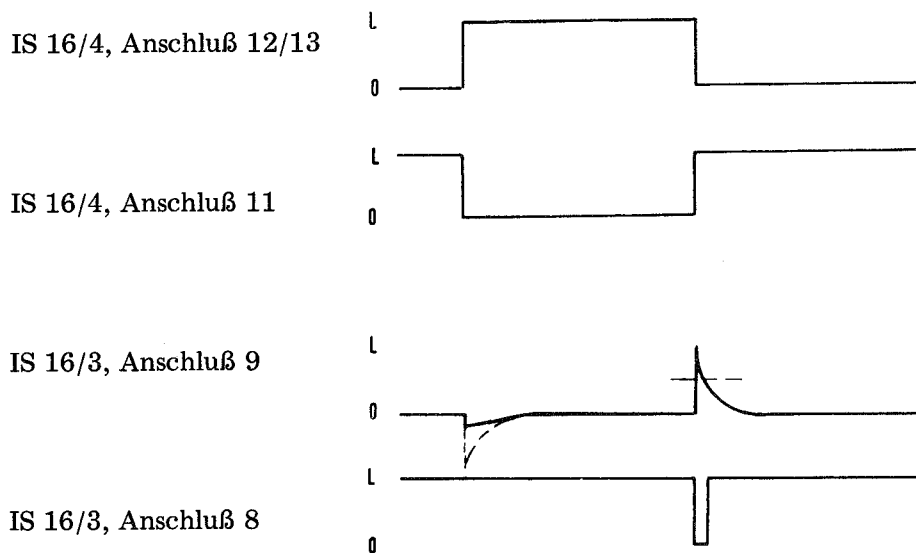 L
IS 16/4, Anschluß 12/13
0
L
IS 16/4, Anschluß 11
0
L
IS 16/3, Anschluß 9
0
L
IS 16/3, Anschluß 8
0